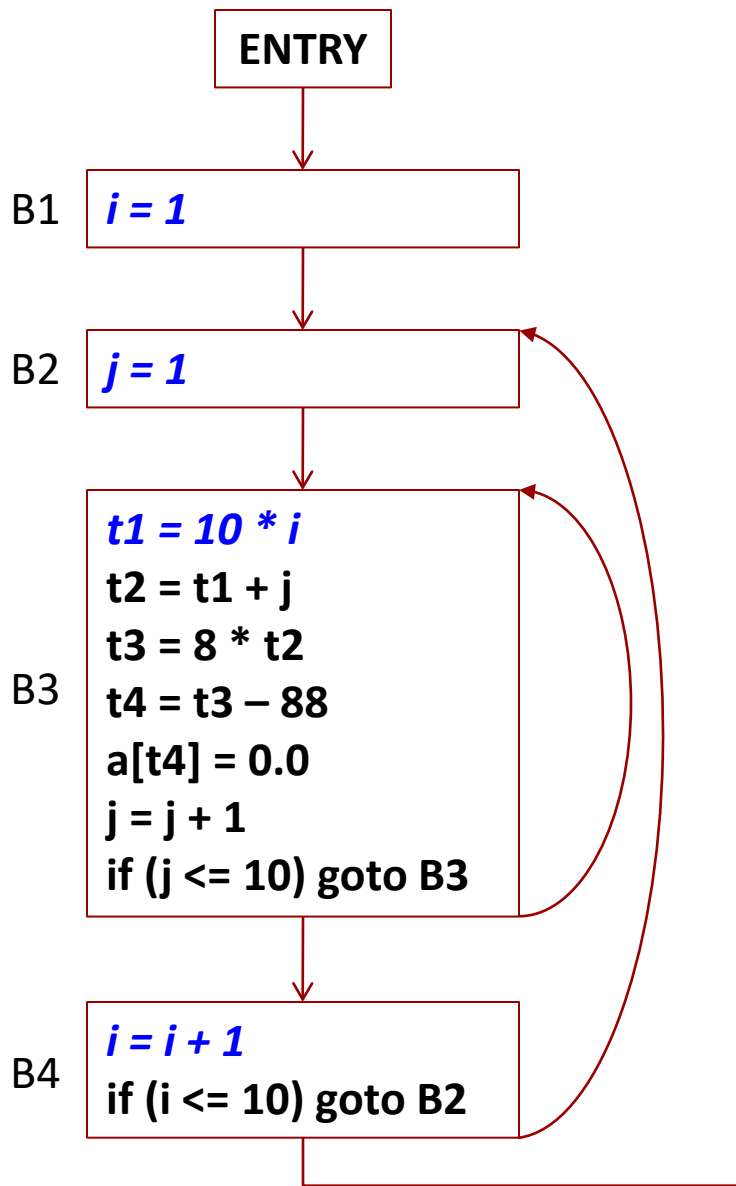 ENTRY
B1
i = 1
B2
j = 1
B3
t1 = 10 * i
t2 = t1 + j
t3 = 8 * t2
t4 = t3 – 88
a[t4] = 0.0
j = j + 1
if (j <= 10) goto B3
B4
i = i + 1
if (i <= 10) goto B2